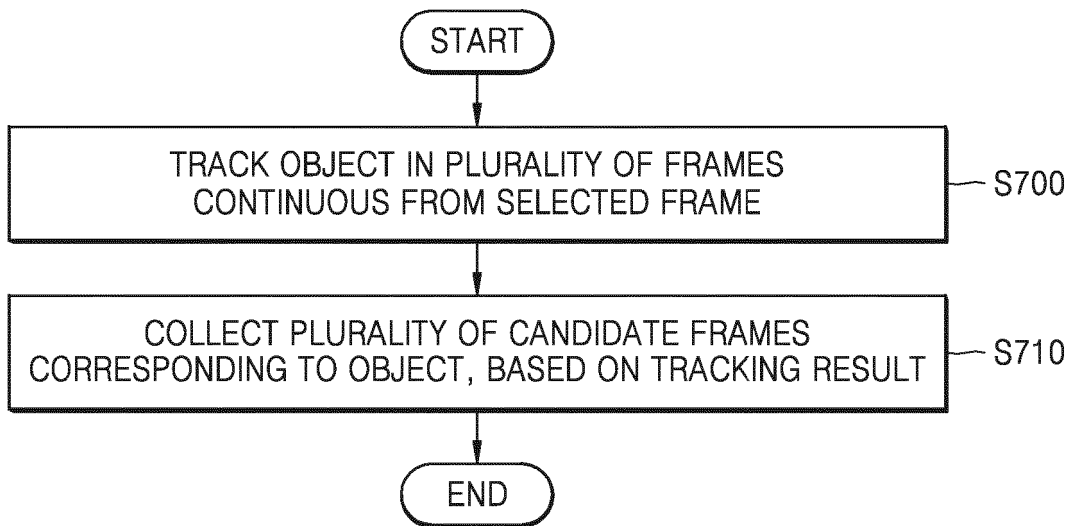 START
TRACK OBJECT IN PLURALITY OF FRAMES
CONTINUOUS FROM SELECTED FRAME
S700
COLLECT PLURALITY OF CANDIDATE FRAMES
CORRESPONDING TO OBJECT, BASED ON TRACKING RESULT
S710
END